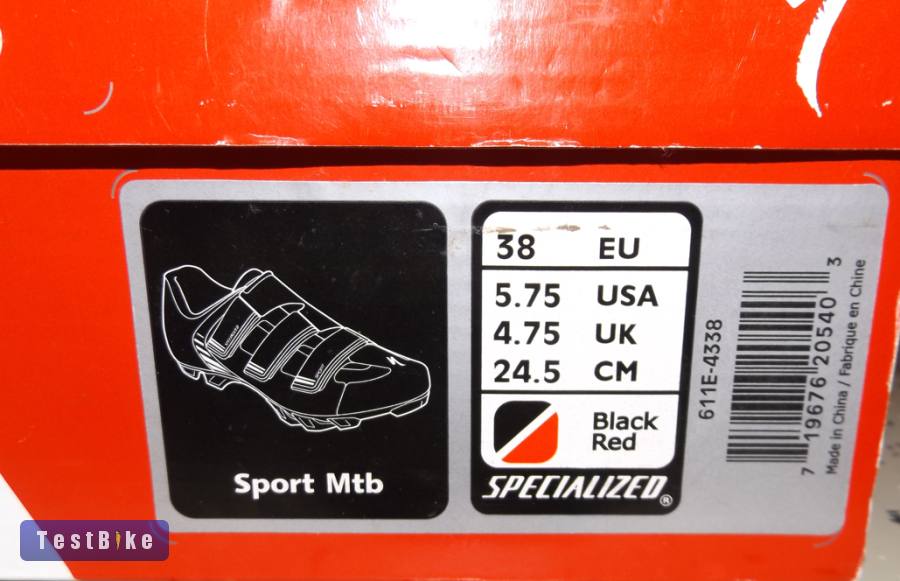 Sport Mtb
38 EU
5.75 USA
4.75 UK
24.5 CM
Black
Red
SPECIALIZED®
611E-4338
7 19676 20540 3
Made in China / Fabrique en Chine
TestBike